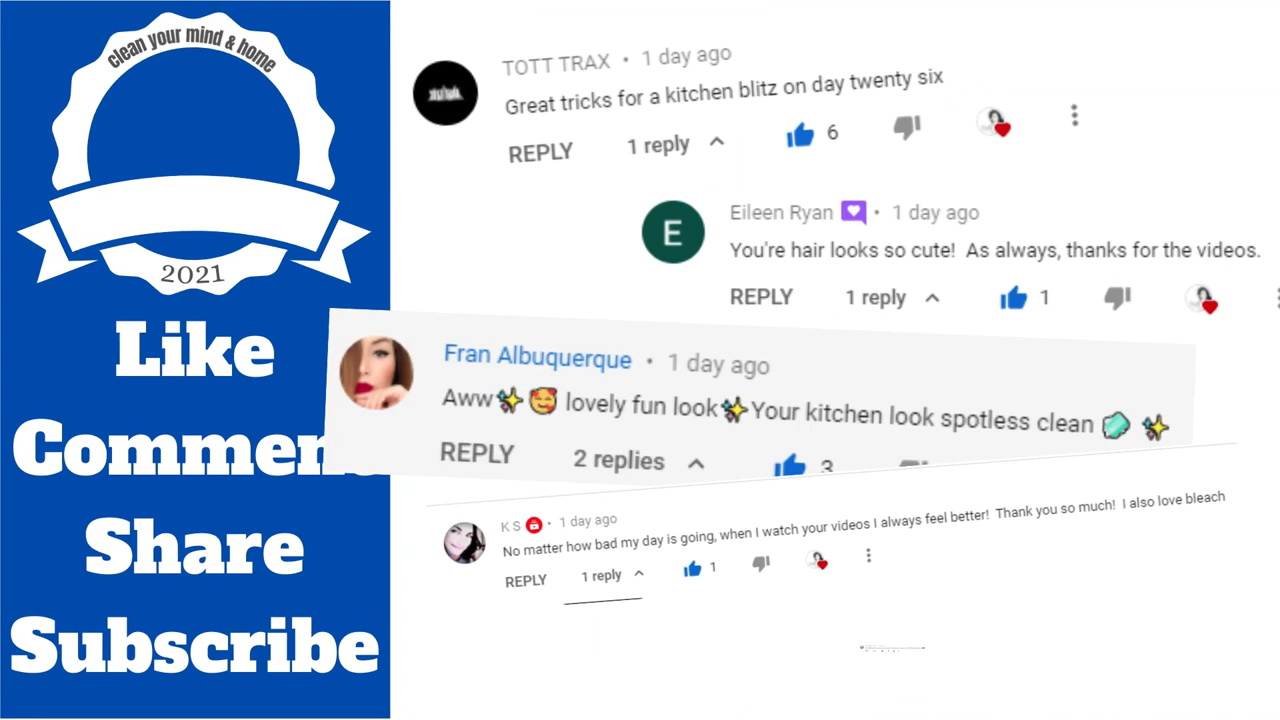 clean your mind & home
2021
Like
Commen
Share
Subscribe
TOTT TRAX • 1 day ago
Great tricks for a kitchen blitz on day twenty six
REPLY 1 reply 6
E
Eileen Ryan • 1 day ago
You're hair looks so cute! As always, thanks for the videos.
REPLY 1 reply 1
Fran Albuquerque • 1 day ago
Aww✨🥰 lovely fun look✨Your kitchen look spotless clean 🧼 ✨
REPLY 2 replies 3
K S • 1 day ago
No matter how bad my day is going, when I watch your videos I always feel better! Thank you so much! I also love bleach
REPLY 1 reply 1